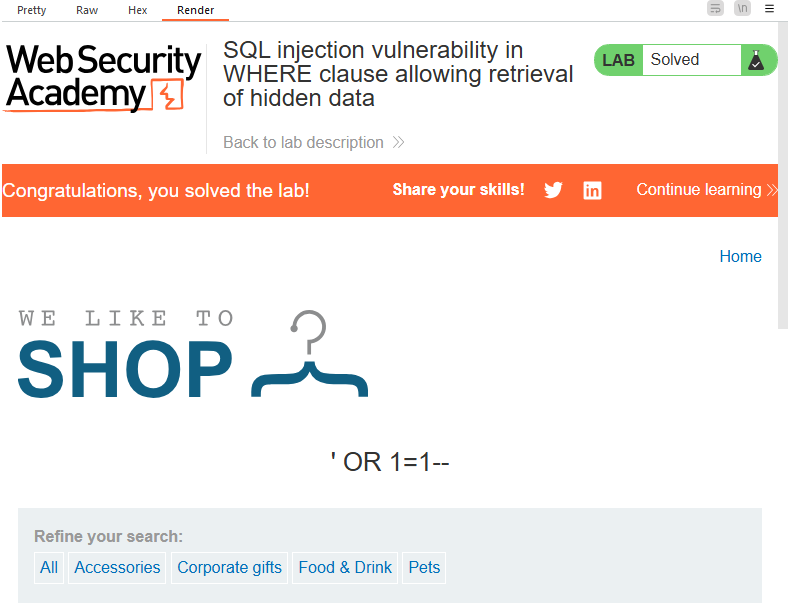 Pretty Raw Hex Render \n
Web Security
Academy
SQL injection vulnerability in
WHERE clause allowing retrieval
of hidden data
LAB Solved
Back to lab description
Congratulations, you solved the lab! Share your skills! in Continue learning
Home
WE LIKE TO
SHOP
' OR 1=1--
Refine your search:
All Accessories Corporate gifts Food & Drink Pets